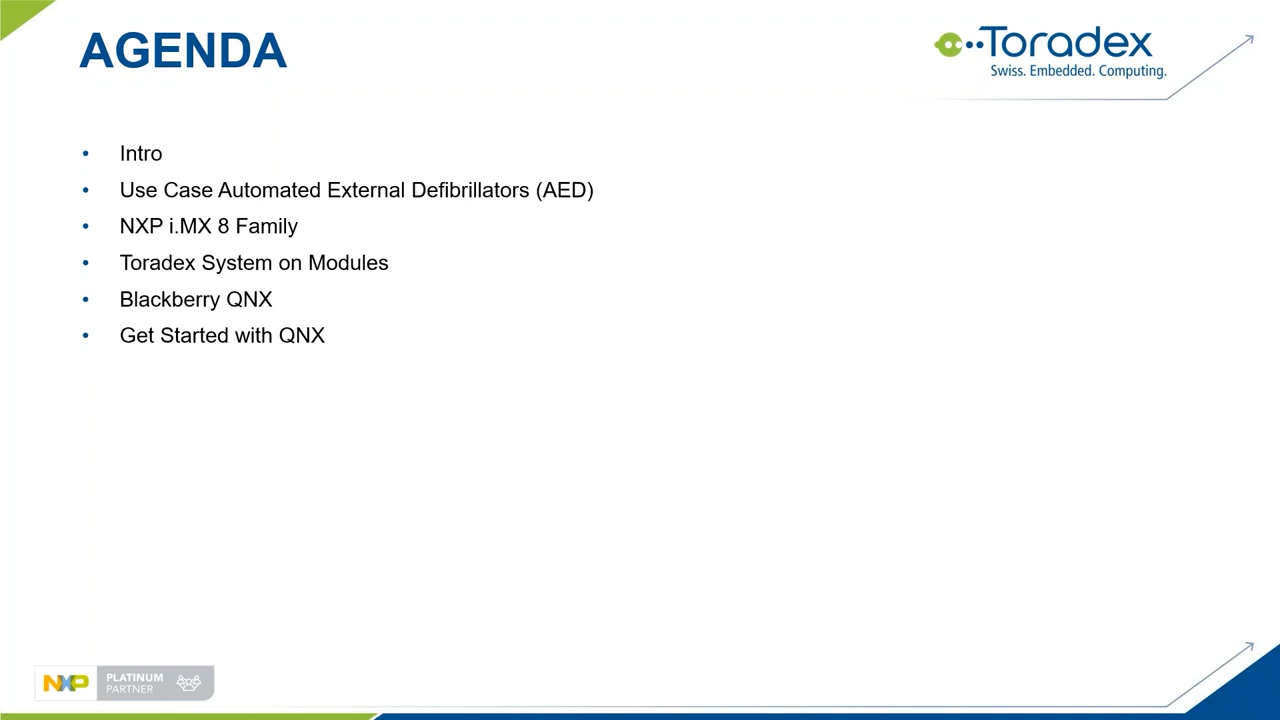 AGENDA
Toradex
Swiss. Embedded. Computing.
• Intro
• Use Case Automated External Defibrillators (AED)
• NXP i.MX 8 Family
• Toradex System on Modules
• Blackberry QNX
• Get Started with QNX
NXP
PLATINUM
PARTNER